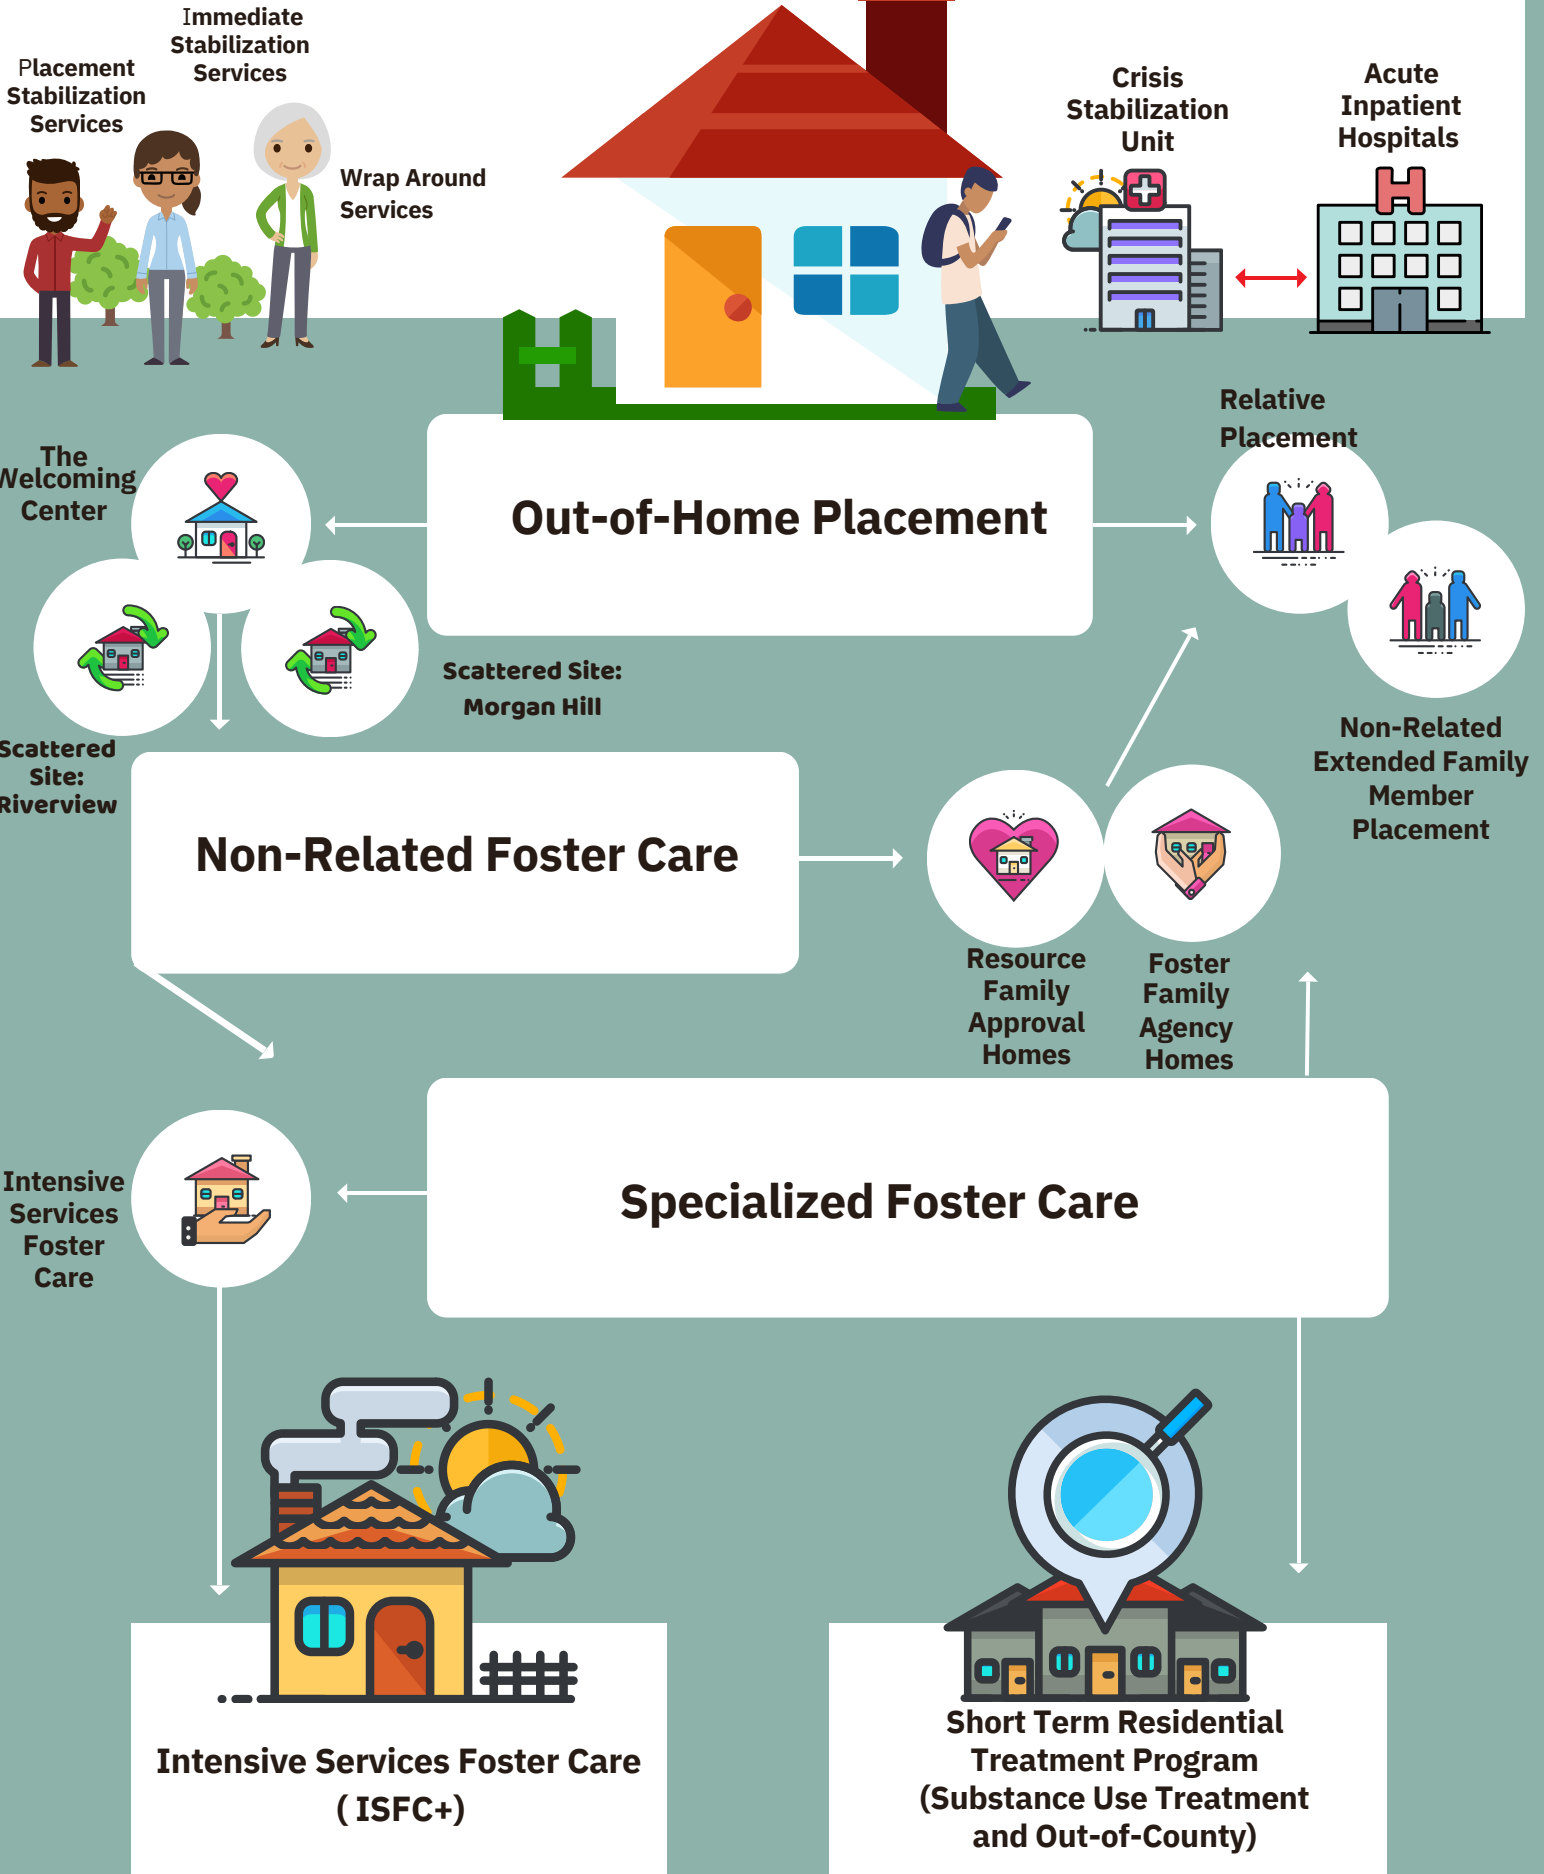 Immediate
Stabilization
Services
Placement
Stabilization
Services
Wrap Around
Services
Crisis
Stabilization
Unit
Acute
Inpatient
Hospitals
Relative
Placement
The
Welcoming
Center
Out-of-Home Placement
Scattered Site:
Morgan Hill
Scattered
Site:
Riverview
Non-Related
Extended Family
Member
Placement
Non-Related Foster Care
Resource
Family
Approval
Homes
Foster
Family
Agency
Homes
Intensive
Services
Foster
Care
Specialized Foster Care
Intensive Services Foster Care
( ISFC+)
Short Term Residential
Treatment Program
(Substance Use Treatment
and Out-of-County)